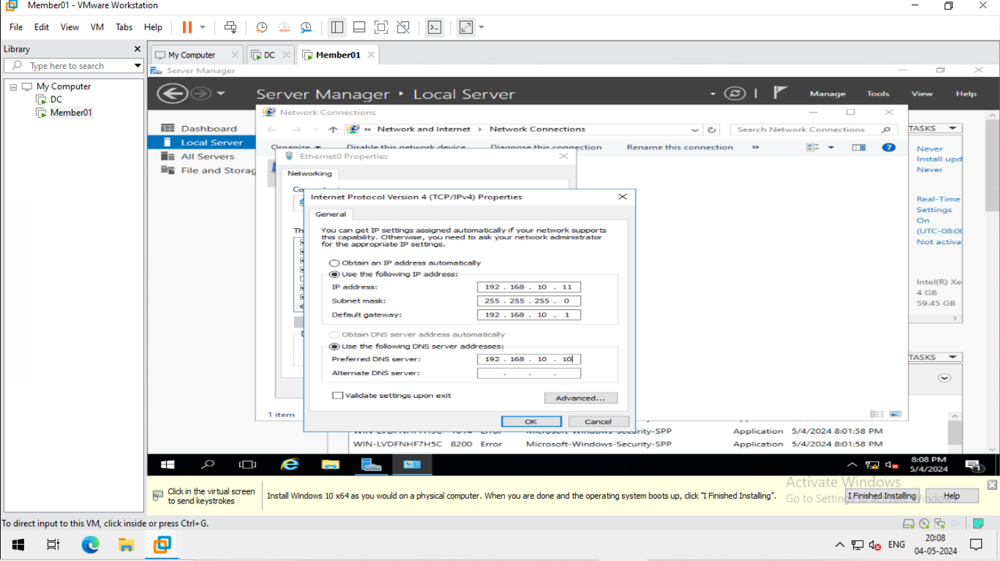 Member01 - VMware Workstation
File Edit View VM Tabs Help
Library
Type here to search
My Computer
DC
Member01
My Computer
DC
Member01
Server Manager
Server Manager Local Server
Manage Tools View Help
Dashboard
Local Server
All Servers
File and Storag
Network Connections
« Network and Internet > Network Connections
Search Network Connections
Organize Disable this network device Diagnose this connection Rename this connection »
TASKS
Never
Install upd
Never
Real-Time
Settings
On
(UTC-08:00
Not activa
Intel(R) Xe
4 GB
59.45 GB
TASKS
Ethernet0 Properties
Networking
Internet Protocol Version 4 (TCP/IPv4) Properties
General
You can get IP settings assigned automatically if your network supports
this capability. Otherwise, you need to ask your network administrator
for the appropriate IP settings.
Obtain an IP address automatically
Use the following IP address:
IP address: 192 . 168 . 10 . 11
Subnet mask: 255 . 255 . 255 . 0
Default gateway: 192 . 168 . 10 . 1
Obtain DNS server address automatically
Use the following DNS server addresses:
Preferred DNS server: 192 . 168 . 10 . 10
Alternate DNS server: . . .
Validate settings upon exit
Advanced...
OK Cancel
1 item
WIN-LVDFNHF7H5C Error Microsoft-Windows-Security-SPP Application 5/4/2024 8:01:58 PM
WIN-LVDFNHF7H5C 8200 Error Microsoft-Windows-Security-SPP Application 5/4/2024 8:01:58 PM
8:08 PM
5/4/2024
1
Click in the virtual screen
to send keystrokes
Install Windows 10 x64 as you would on a physical computer. When you are done and the operating system boots up, click "I Finished Installing".
I Finished Installing
Help
Activate Windows
Go to Settings to activate Windows.
To direct input to this VM, click inside or press Ctrl+G.
ENG
20:08
04-05-2024